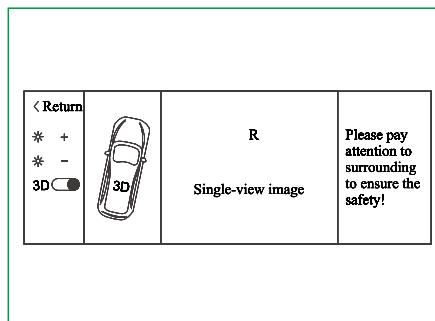 < Return
+
-
3D
3D
R
Single-view image
Please pay
attention to
surrounding
to ensure the
safety!